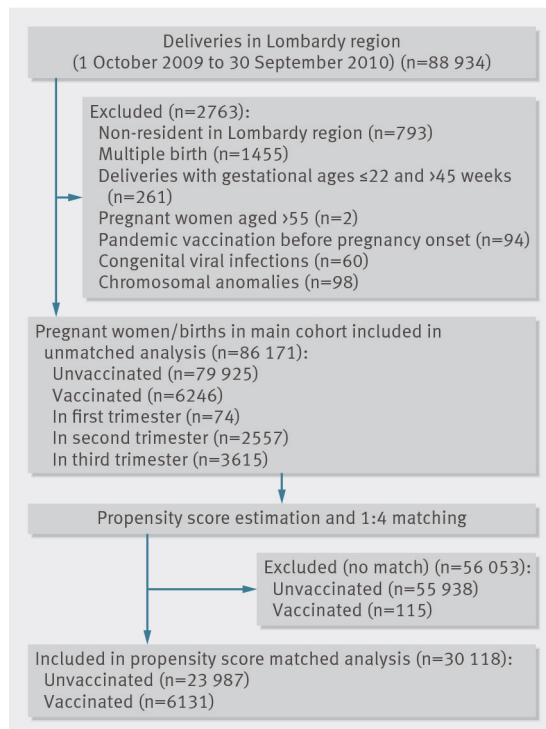 Deliveries in Lombardy region
(1 October 2009 to 30 September 2010) (n=88 934)
Excluded (n=2763):
Non-resident in Lombardy region (n=793)
Multiple birth (n=1455)
Deliveries with gestational ages ≤22 and >45 weeks
(n=261)
Pregnant women aged >55 (n=2)
Pandemic vaccination before pregnancy onset (n=94)
Congenital viral infections (n=60)
Chromosomal anomalies (n=98)
Pregnant women/births in main cohort included in
unmatched analysis (n=86 171):
Unvaccinated (n=79 925)
Vaccinated (n=6246)
In first trimester (n=74)
In second trimester (n=2557)
In third trimester (n=3615)
Propensity score estimation and 1:4 matching
Excluded (no match) (n=56 053):
Unvaccinated (n=55 938)
Vaccinated (n=115)
Included in propensity score matched analysis (n=30 118):
Unvaccinated (n=23 987)
Vaccinated (n=6131)